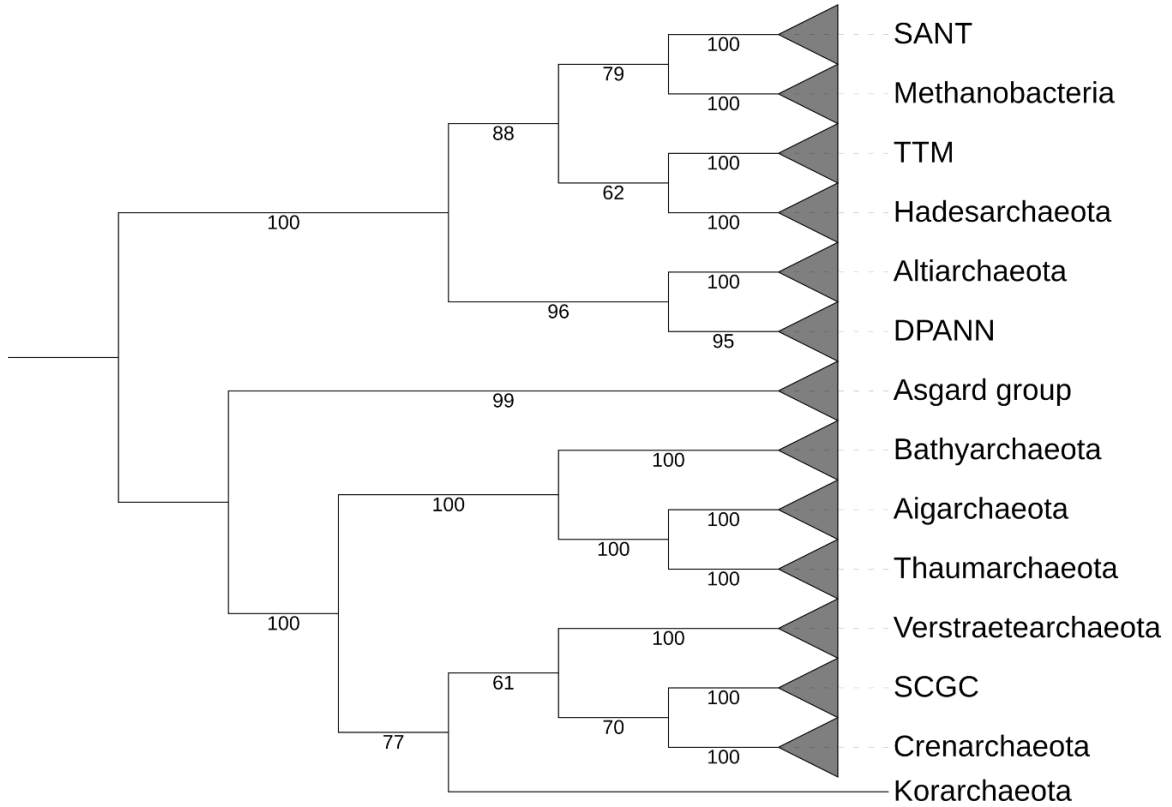 SANT
100
79
Methanobacteria
100
88
TTM
100
62
Hadesarchaeota
100
100
Altiarchaeota
100
96
DPANN
95
Asgard group
99
Bathyarchaeota
100
100
Aigarchaeota
100
100
Thaumarchaeota
100
100
Verstraetearchaeota
100
61
SCGC
100
70
Crenarchaeota
100
77
Korarchaeota